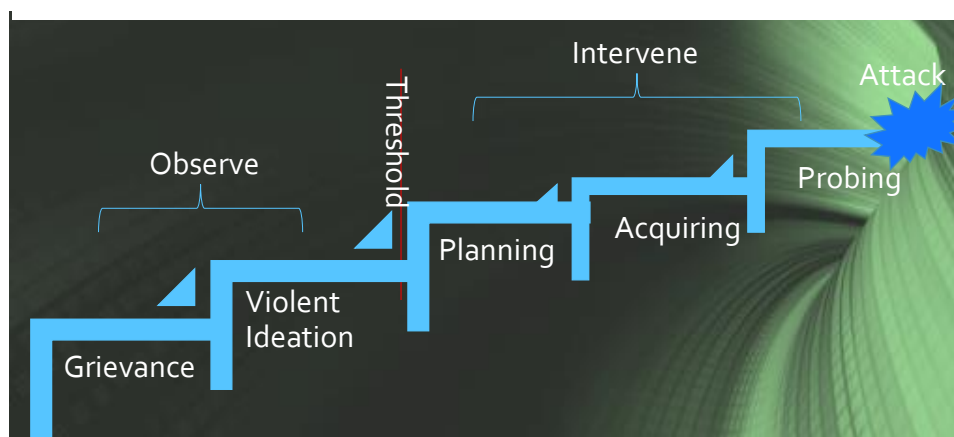 Intervene
Attack
Threshold
Observe
Probing
Acquiring
Planning
Violent
Ideation
Grievance